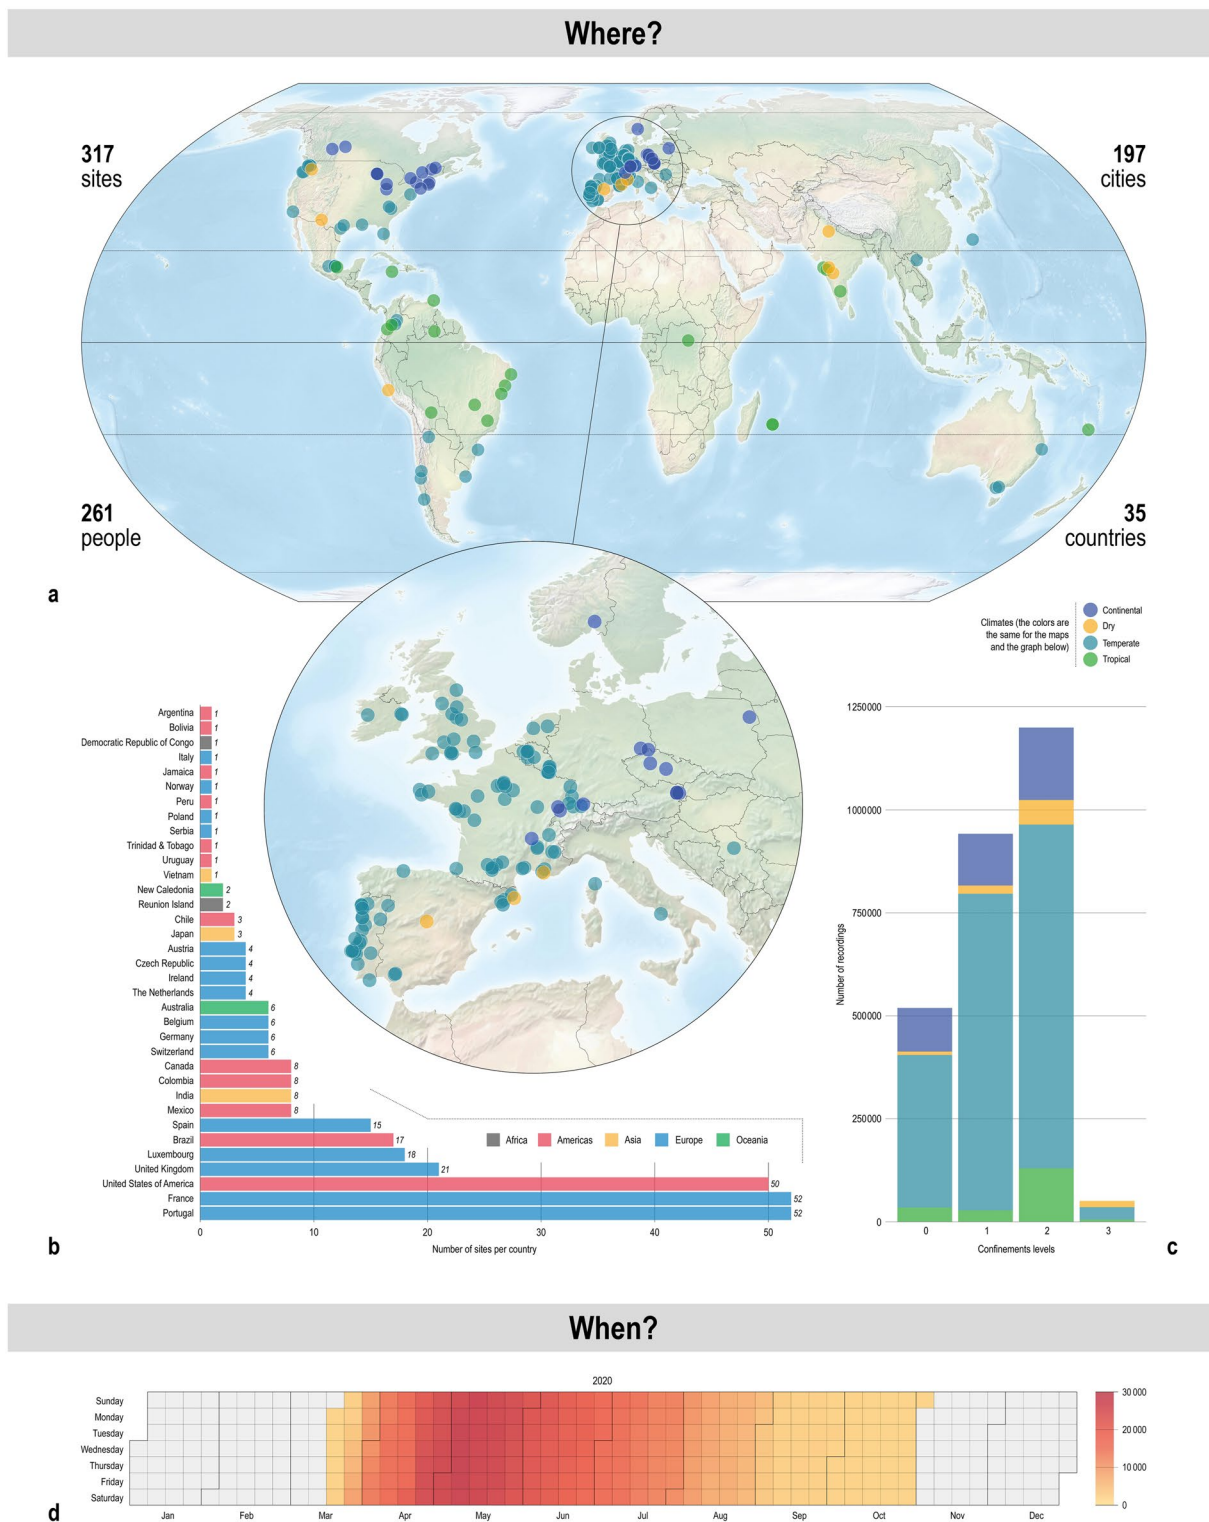 Where?
317
sites
197
cities
261
people
35
countries
a
Climates (the colors are
the same for the maps
and the graph below)
Continental
Dry
Temperate
Tropical
Argentina 1
Bolivia 1
Democratic Republic of Congo 1
Italy 1
Jamaica 1
Norway 1
Peru 1
Poland 1
Serbia 1
Trinidad & Tobago 1
Uruguay 1
Vietnam 1
New Caledonia 2
Reunion Island 2
Chile 3
Japan 3
Austria 4
Czech Republic 4
Ireland 4
The Netherlands 4
Australia 6
Belgium 6
Germany 6
Switzerland 6
Canada 8
Colombia 8
India 8
Mexico 8
Spain 15
Brazil 17
Luxembourg 18
United Kingdom 21
United States of America 50
France 52
Portugal 52
0 10 20 30 40 50
Number of sites per country
Africa Americas Asia Europe Oceania
b
1250000
1000000
750000
500000
250000
0
Number of recordings
0 1 2 3
Confinements levels
c
When?
2020
Sunday
Monday
Tuesday
Wednesday
Thursday
Friday
Saturday
Jan Feb Mar Apr May Jun Jul Aug Sep Oct Nov Dec
30 000
20 000
10 000
0
d